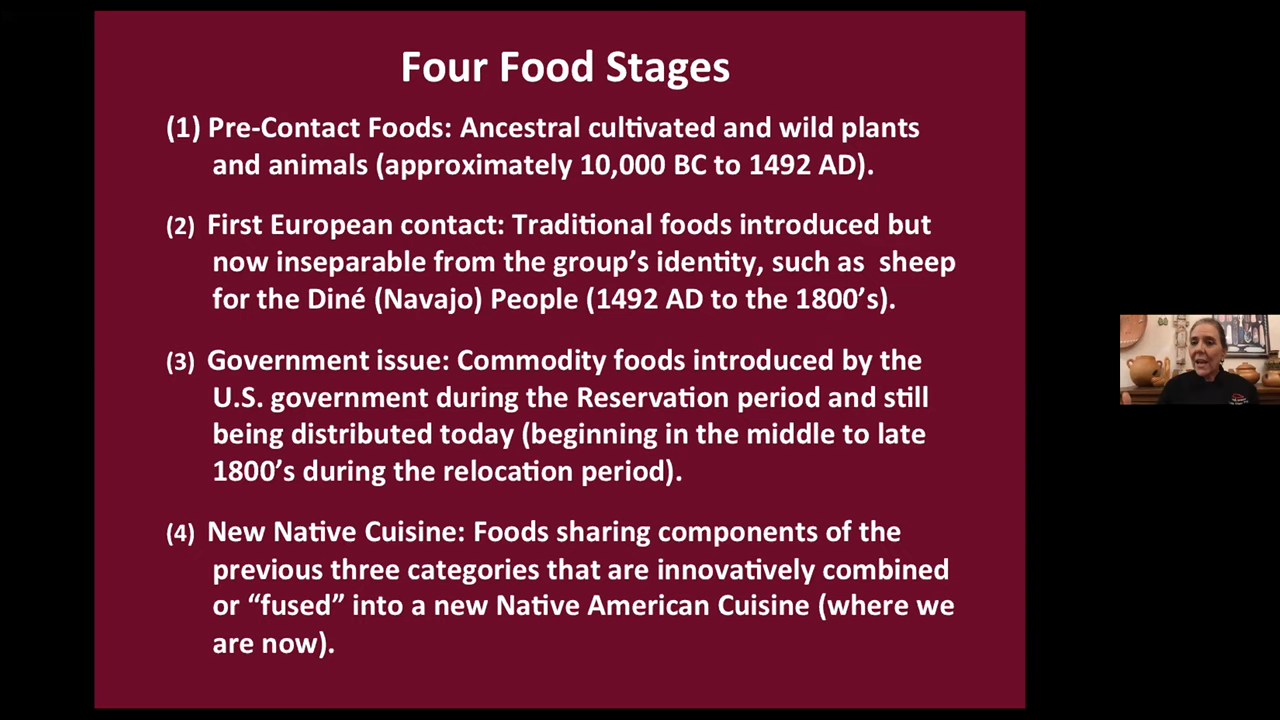 Four Food Stages
(1) Pre-Contact Foods: Ancestral cultivated and wild plants
and animals (approximately 10,000 BC to 1492 AD).
(2) First European contact: Traditional foods introduced but
now inseparable from the group’s identity, such as  sheep
for the Diné (Navajo) People (1492 AD to the 1800’s).
(3) Government issue: Commodity foods introduced by the
U.S. government during the Reservation period and still
being distributed today (beginning in the middle to late
1800’s during the relocation period).
(4) New Native Cuisine: Foods sharing components of the
previous three categories that are innovatively combined
or “fused” into a new Native American Cuisine (where we
are now).